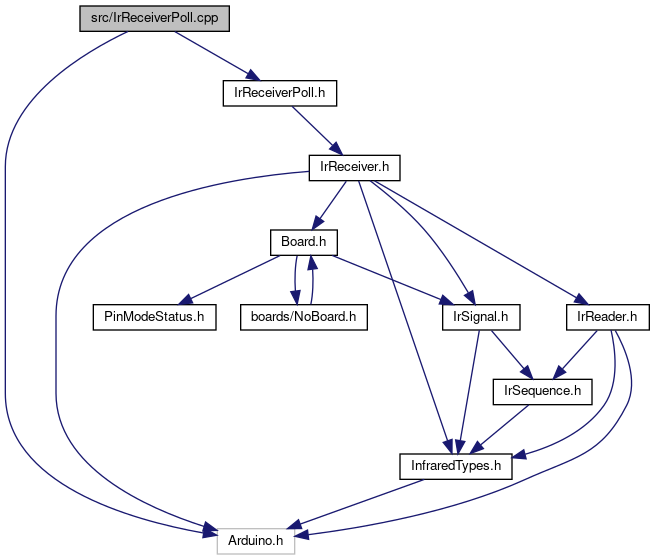 src/IrReceiverPoll.cpp
IrReceiverPoll.h
IrReceiver.h
Board.h
PinModeStatus.h
boards/NoBoard.h
IrSignal.h
IrReader.h
IrSequence.h
InfraredTypes.h
Arduino.h